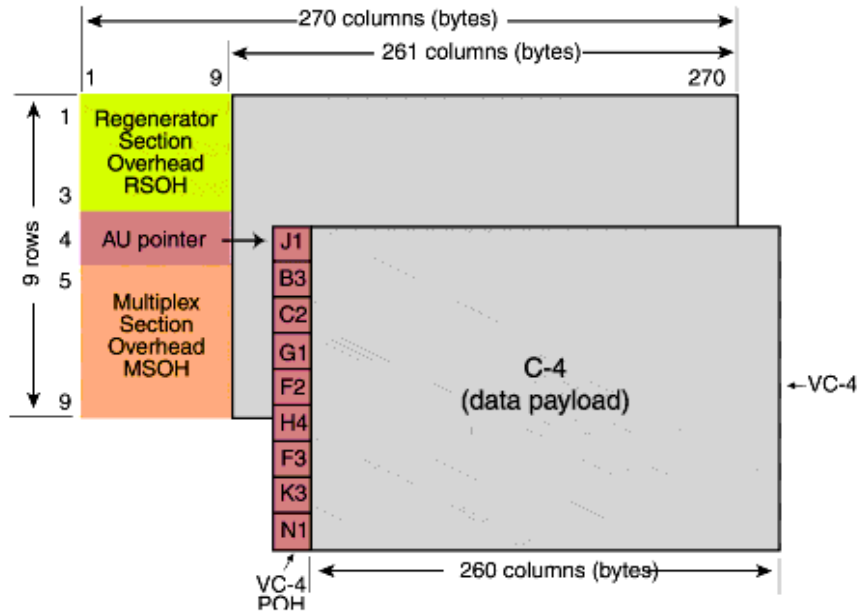 270 columns (bytes)
261 columns (bytes)
1 9 270
1
Regenerator
Section
Overhead
RSOH
3
4
AU pointer
J1
5
9 rows
Multiplex
Section
Overhead
MSOH
9
B3
C2
G1
F2
H4
F3
K3
N1
C-4
(data payload)
VC-4
VC-4
POH
260 columns (bytes)